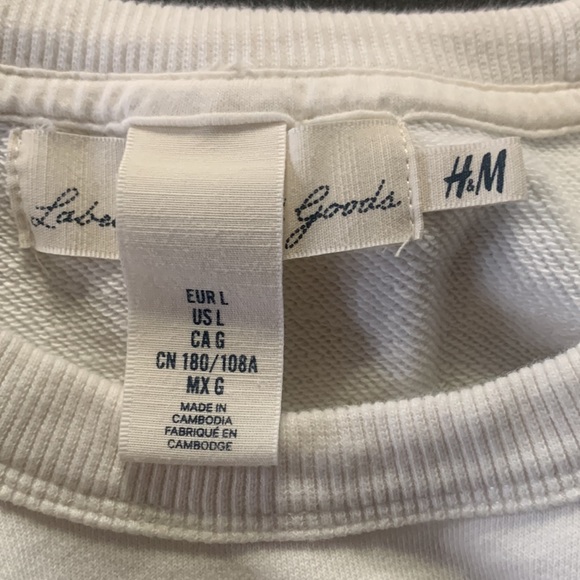 Goods
H&M
EUR L
US L
CA G
CN 180/108A
MX G
MADE IN
CAMBODIA
FABRIQUÉ EN
CAMBODGE